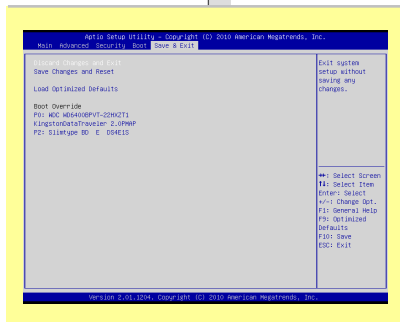 Aptio Setup Utility – Copyright (C) 2010 American Megatrends, Inc.
Main Advanced Security Boot Save & Exit
Discard Changes and Exit
Save Changes and Reset
Load Optimized Defaults
Boot Override
P0: WDC WD6400BPVT-22HXZT1
KingstonDataTraveler 2.0PMAP
P2: Slimtype BD E DS4E1S
Exit system
setup without
saving any
changes.
→←: Select Screen
↑↓: Select Item
Enter: Select
+/-: Change Opt.
F1: General Help
F9: Optimized
Defaults
F10: Save
ESC: Exit
Version 2.01.1204. Copyright (C) 2010 American Megatrends, Inc.